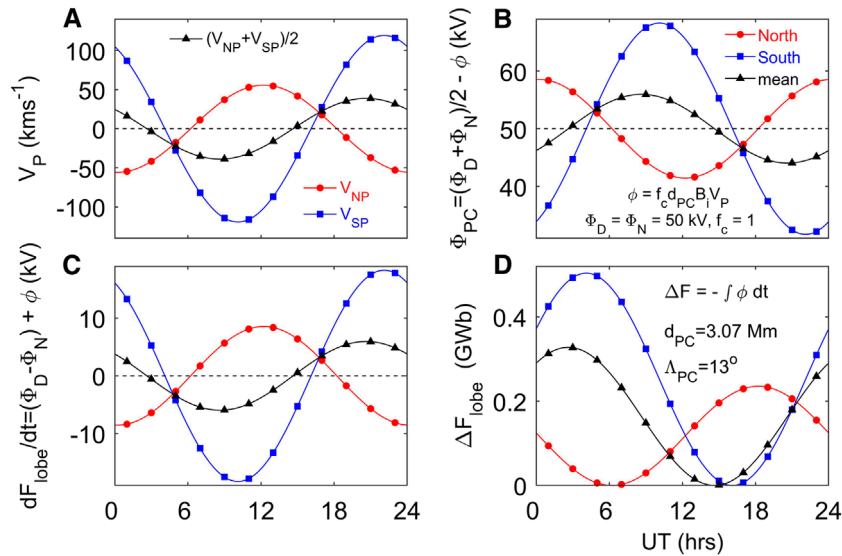 A
(V_NP+V_SP)/2
V_P (kms⁻¹)
100
50
0
-50
-100
V_NP
V_SP
B
North
South
mean
Φ_PC=(Φ_D+Φ_N)/2 - ϕ (kV)
60
50
40
ϕ = f_c d_PC B_i V_P
Φ_D = Φ_N = 50 kV, f_c = 1
C
dF_lobe/dt=(Φ_D-Φ_N) + ϕ (kV)
10
0
-10
0 6 12 18 24
D
ΔF_lobe (GWb)
0.4
0.2
0
ΔF = - ∫ ϕ dt
d_PC=3.07 Mm
Λ_PC=13°
0 6 12 18 24
UT (hrs)